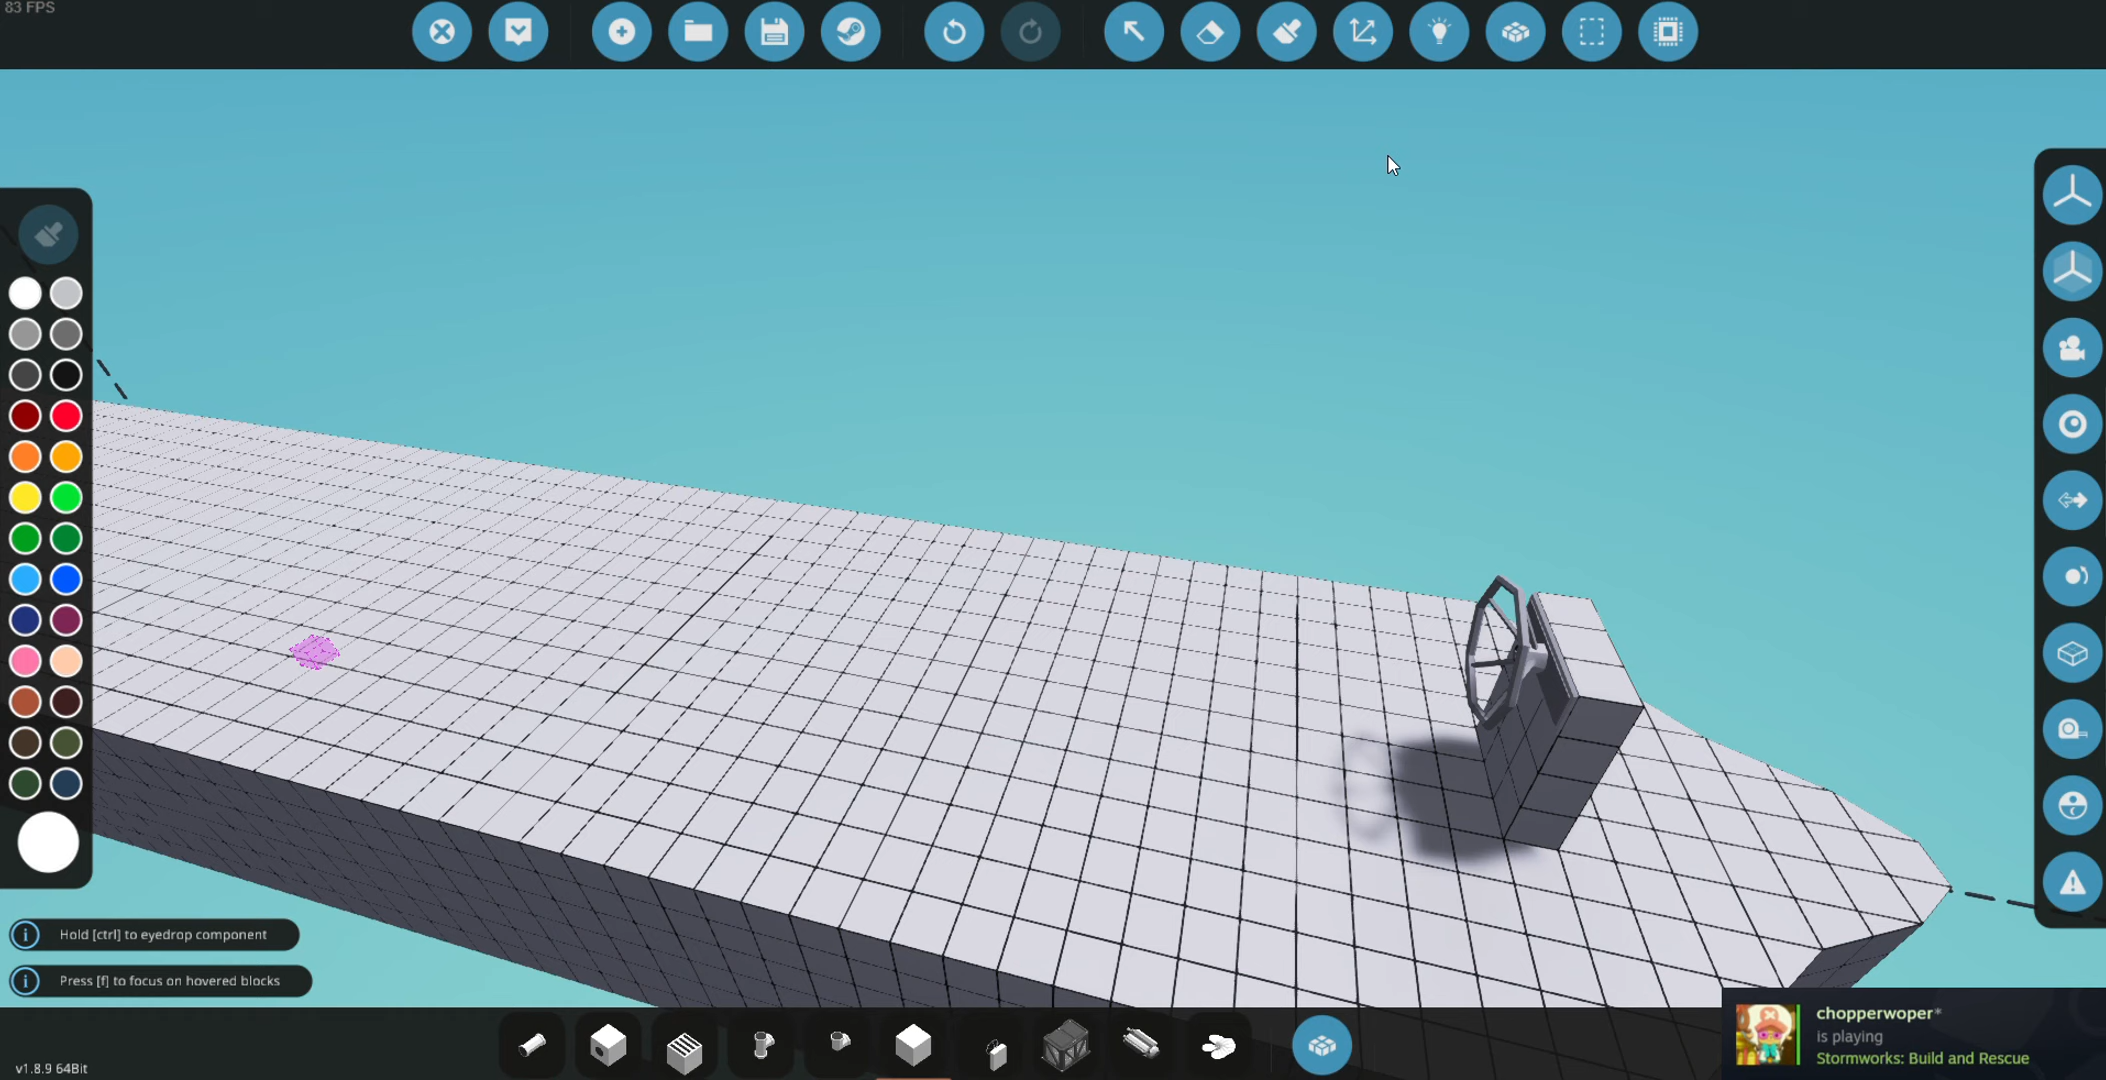 83 FPS
Hold [ctrl] to eyedrop component
Press [f] to focus on hovered blocks
v1.8.9 64Bit
chopperwoper*
is playing
Stormworks: Build and Rescue